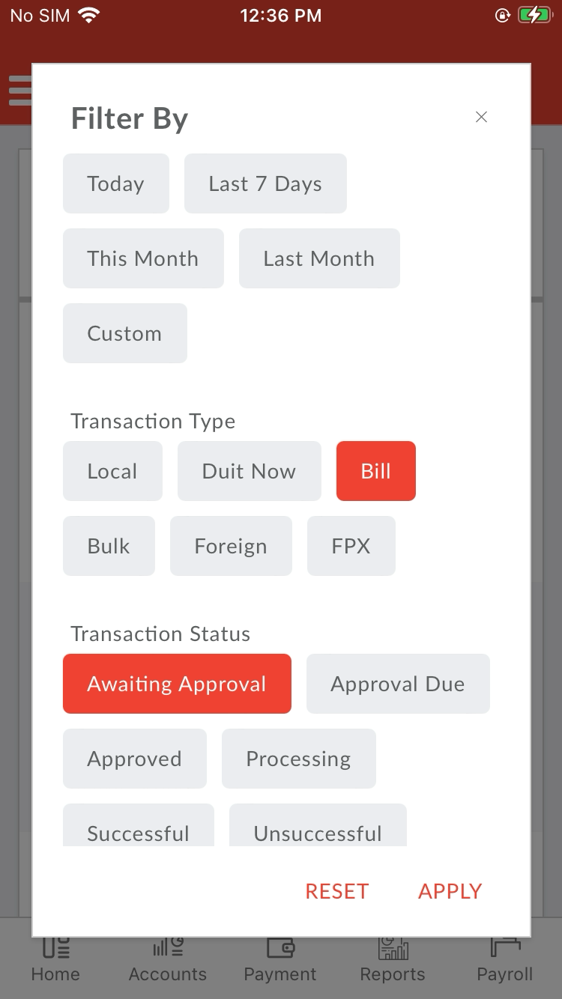 No SIM 12:36 PM
Filter By
Today Last 7 Days
This Month Last Month
Custom
Transaction Type
Local Duit Now Bill
Bulk Foreign FPX
Transaction Status
Awaiting Approval Approval Due
Approved Processing
Successful Unsuccessful
RESET APPLY
Home Accounts Payment Reports Payroll